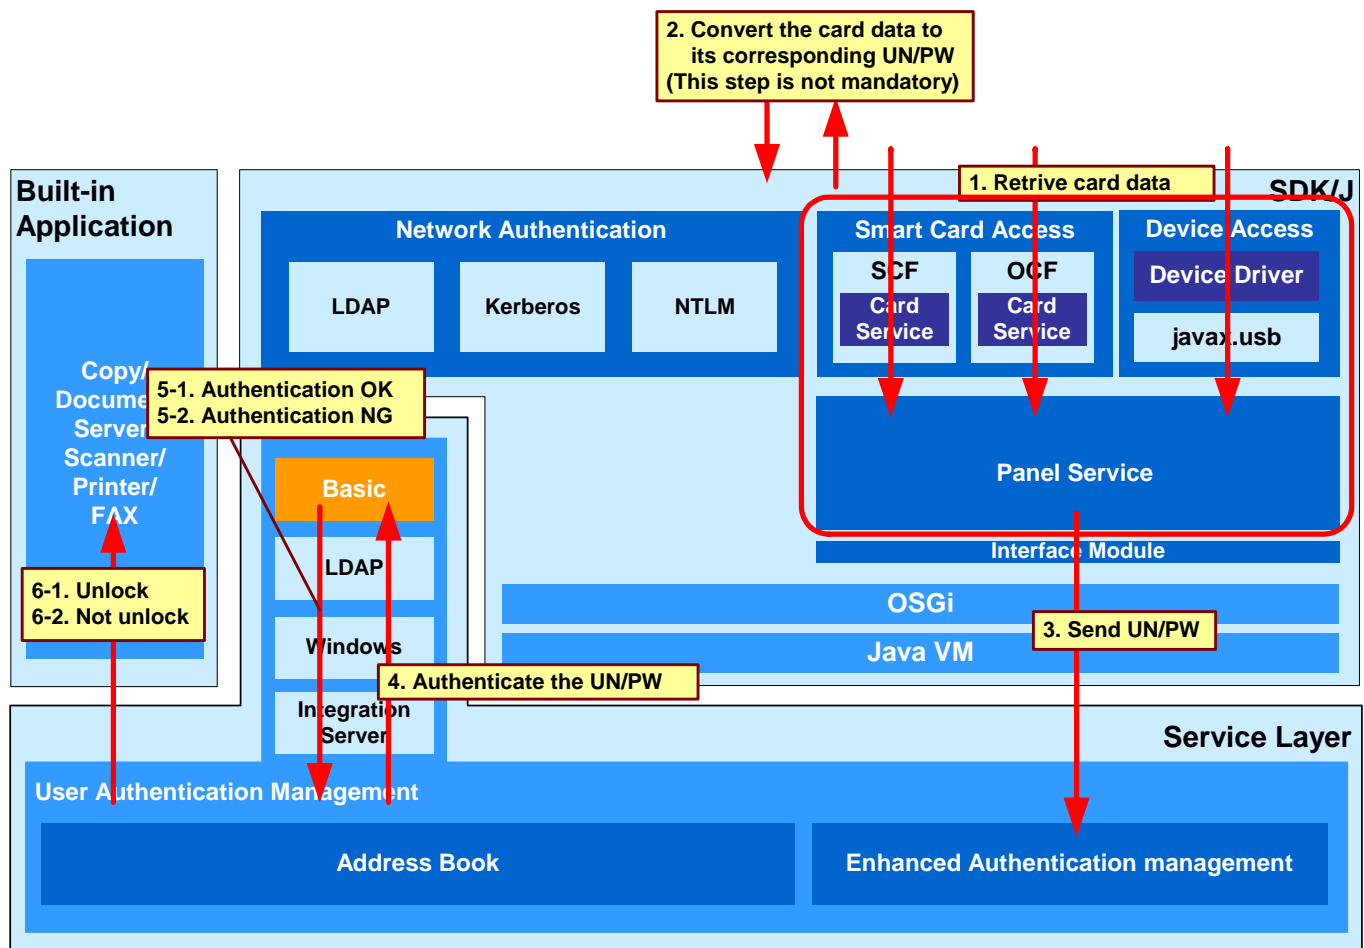 2. Convert the card data to
its corresponding UN/PW
(This step is not mandatory)
1. Retrive card data
SDK/J
Built-in
Application
Network Authentication
LDAP
Kerberos
NTLM
Smart Card Access
SCF
Card
Service
OCF
Card
Service
Device Access
Device Driver
javax.usb
Copy/
Docume
Server
Scanner/
Printer/
FAX
5-1. Authentication OK
5-2. Authentication NG
Basic
LDAP
Windows
Integration
Server
Panel Service
Interface Module
OSGi
Java VM
6-1. Unlock
6-2. Not unlock
3. Send UN/PW
4. Authenticate the UN/PW
Service Layer
User Authentication Management
Address Book
Enhanced Authentication management